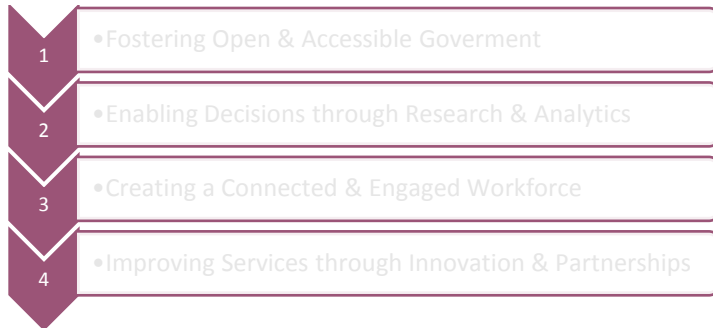 1 •Fostering Open & Accessible Goverment
2 •Enabling Decisions through Research & Analytics
3 •Creating a Connected & Engaged Workforce
4 •Improving Services through Innovation & Partnerships